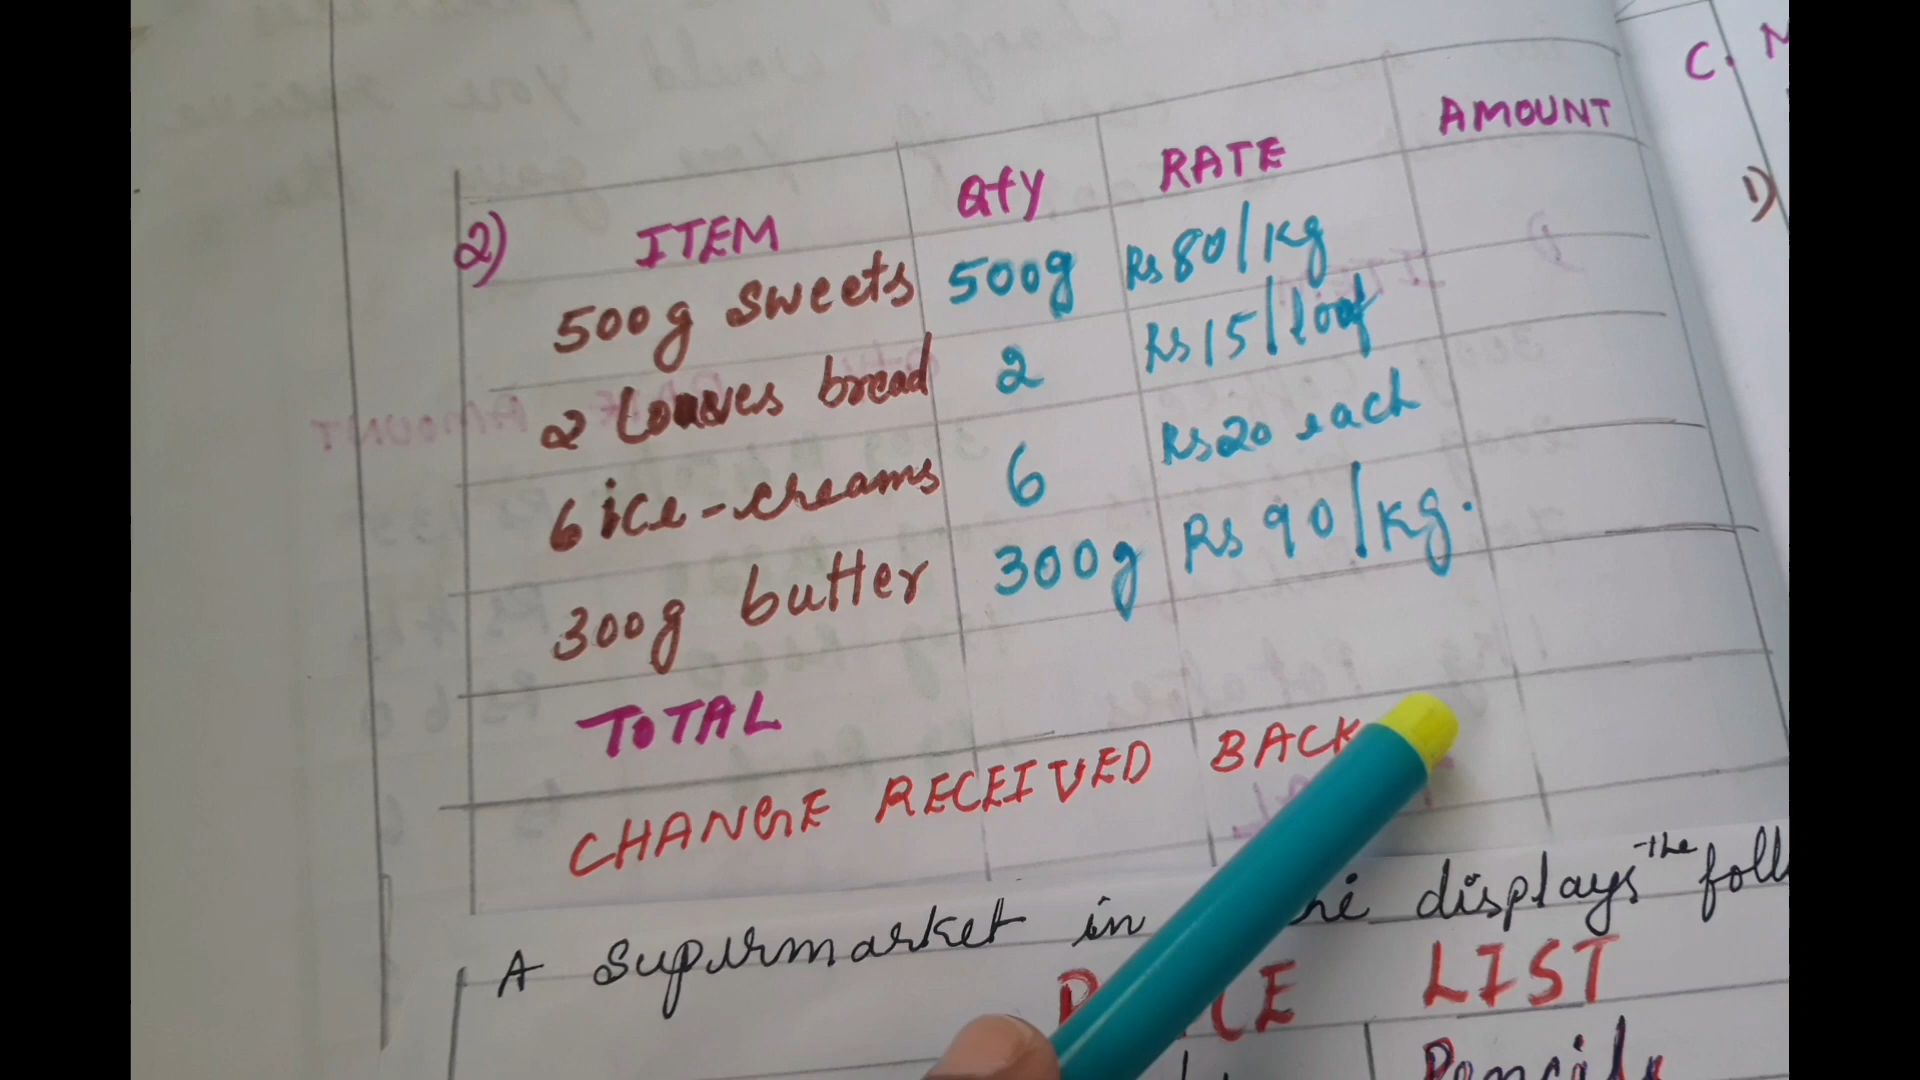 2) ITEM Qty RATE AMOUNT
500g sweets 500g Rs 80/kg
2 Loaves bread 2 Rs 15/loaf
6 ice-creams 6 Rs 20 each
300g butter 300g Rs 90/kg.
TOTAL
CHANGE RECEIVED BACK
A Supermarket in displays the
LIST
Pencils
C.
1)